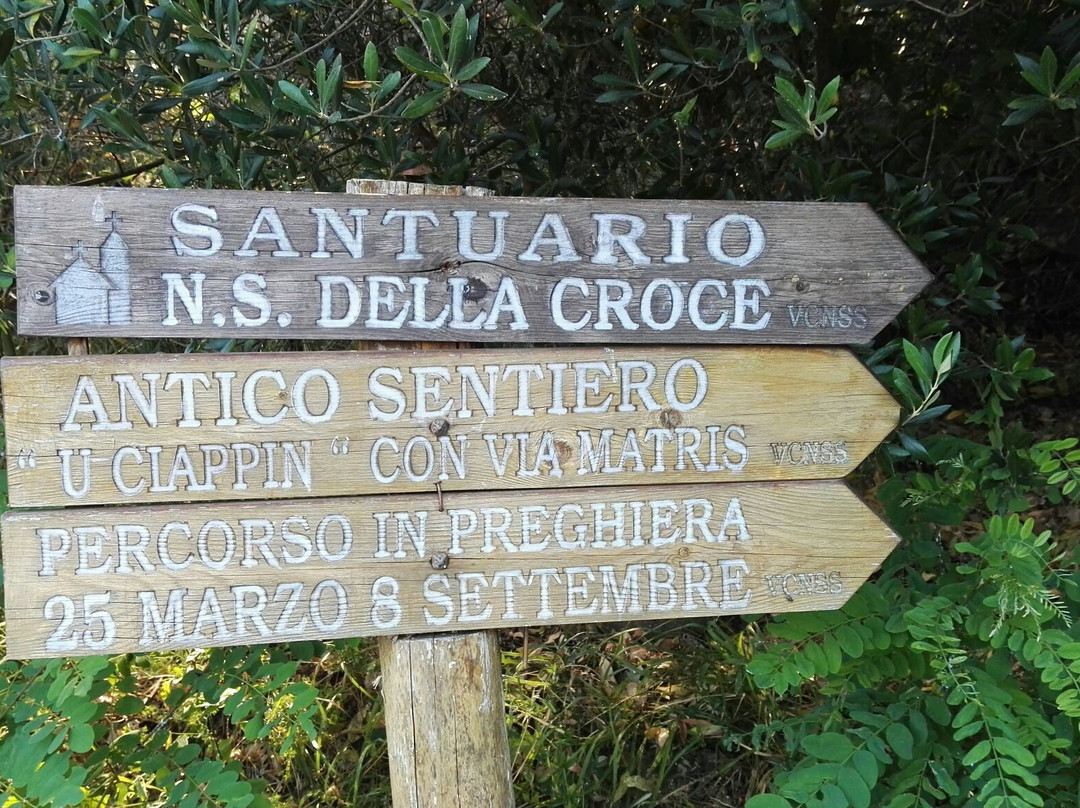 SANTUARIO
N.S. DELLA CROCE VCNSS
ANTICO SENTIERO
“ U CIAPPIN “ CON VIA MATRIS VCNSS
PERCORSO IN PREGHIERA
25 MARZO 8 SETTEMBRE VCNSS